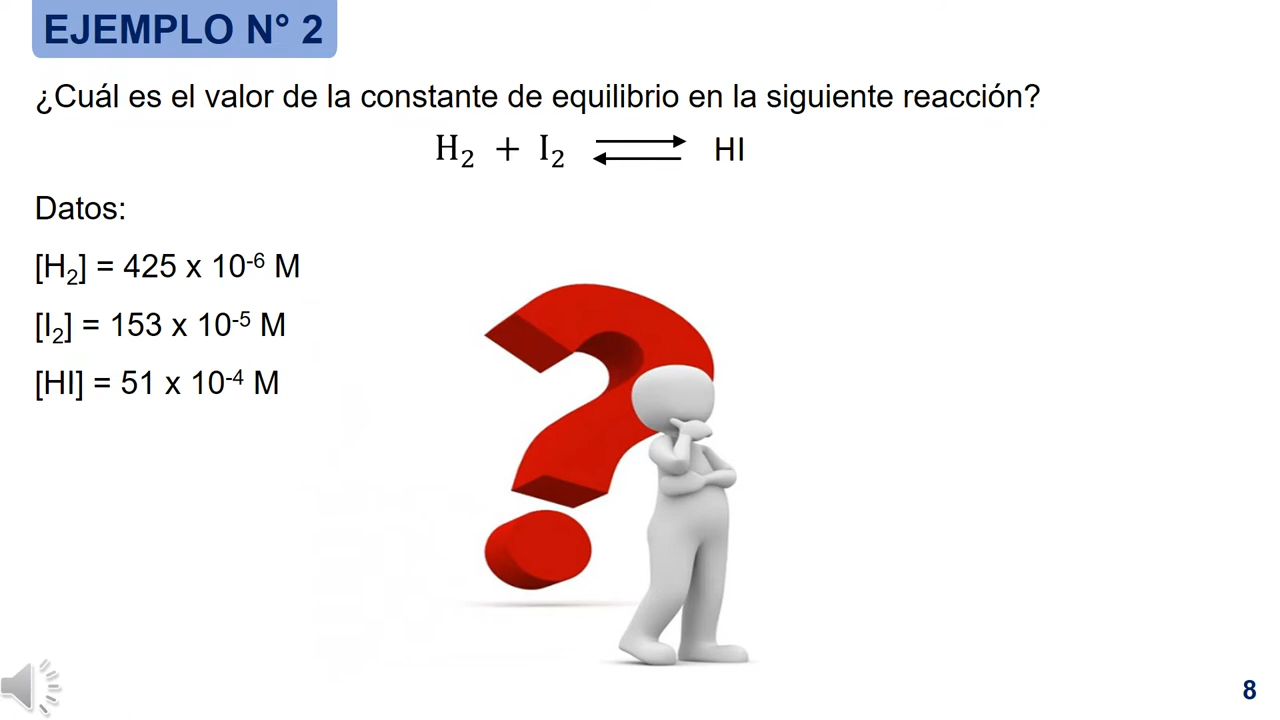 EJEMPLO N° 2
¿Cuál es el valor de la constante de equilibrio en la siguiente reacción?
H₂ + I₂ ⇌ HI
Datos:
[H₂] = 425 x 10⁻⁶ M
[I₂] = 153 x 10⁻⁵ M
[HI] = 51 x 10⁻⁴ M
8